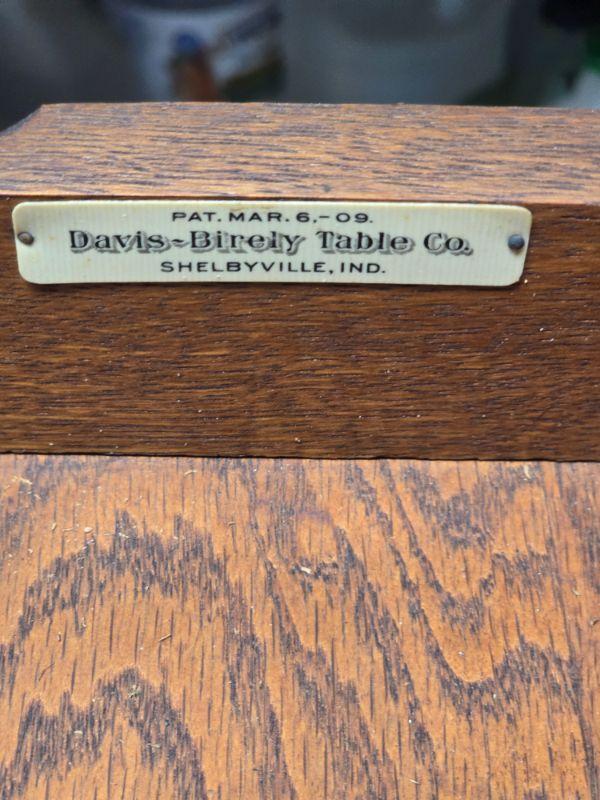 PAT. MAR. 6,-09.
Davis~Birely Table Co.
SHELBYVILLE, IND.